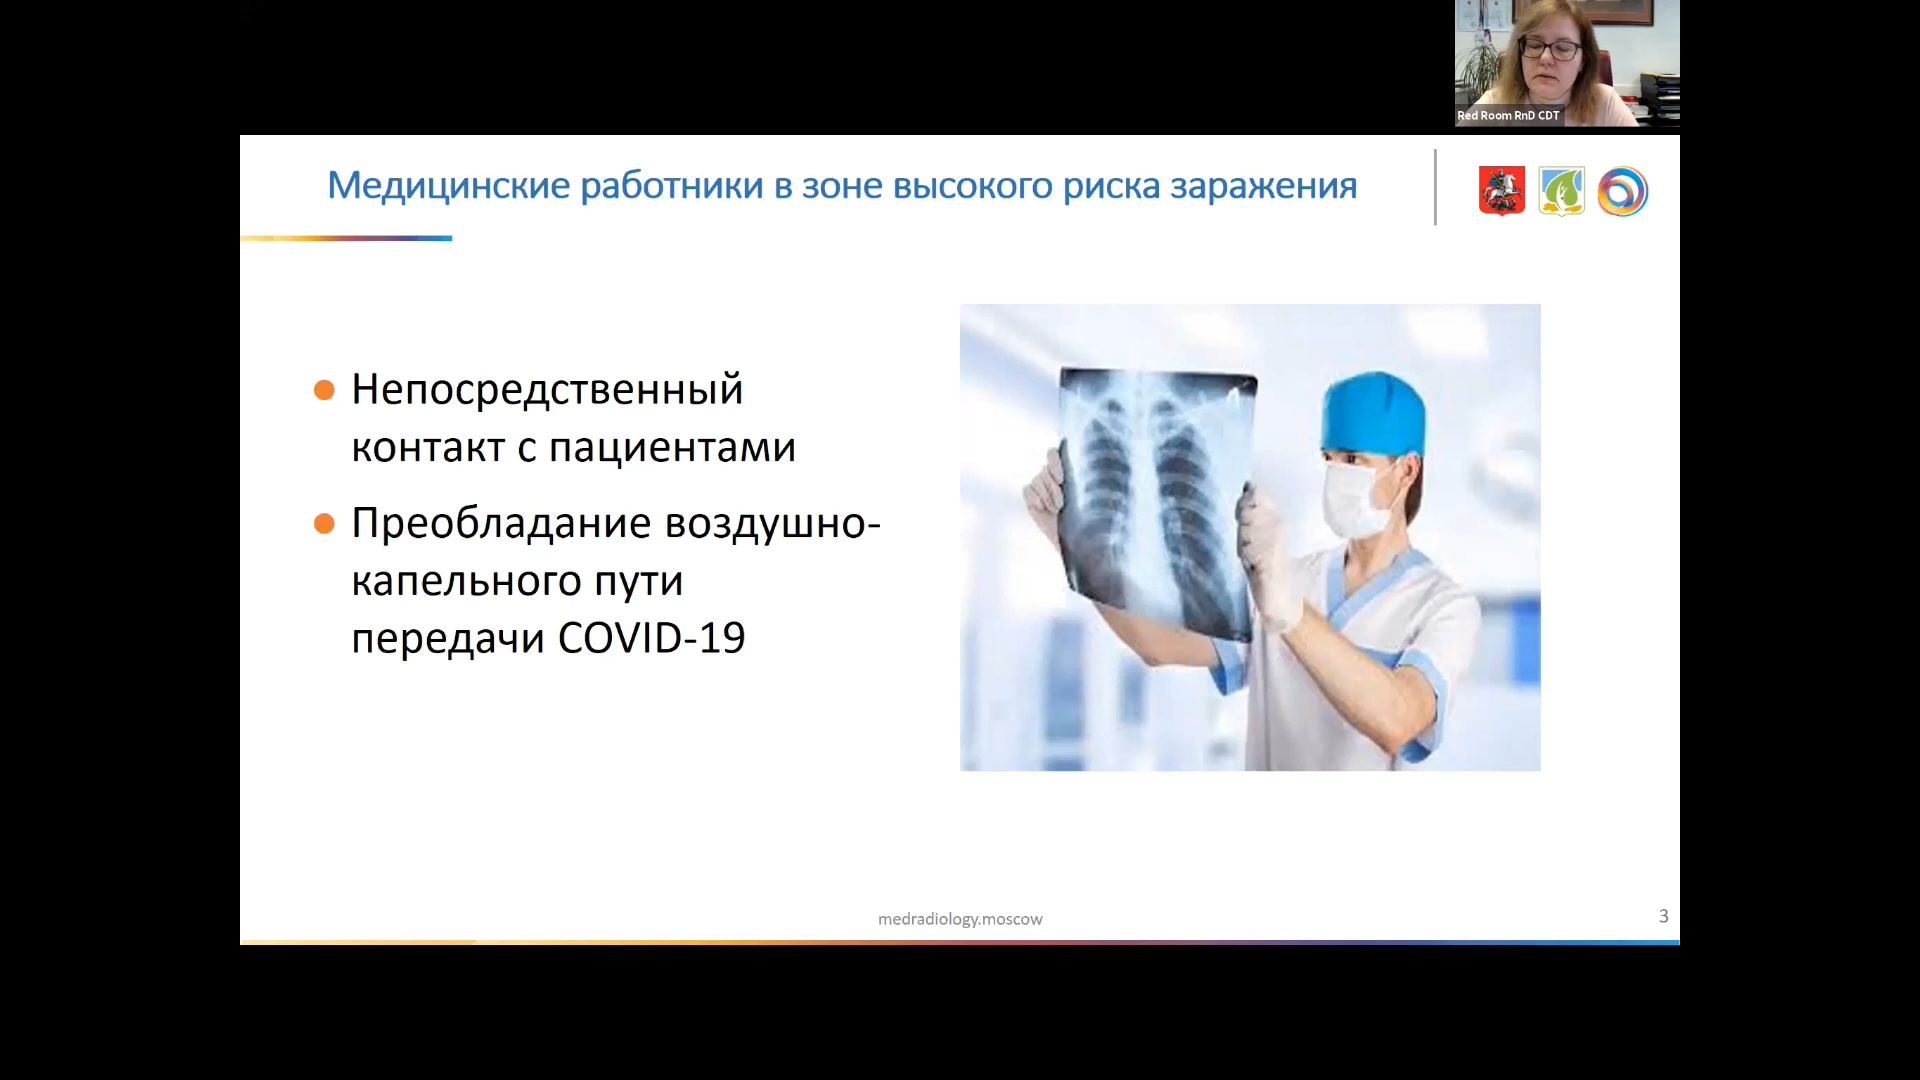 Red Room RnD CDT
Медицинские работники в зоне высокого риска заражения
Непосредственный
контакт с пациентами
Преобладание воздушно-
капельного пути
передачи COVID-19
medradiology.moscow
3